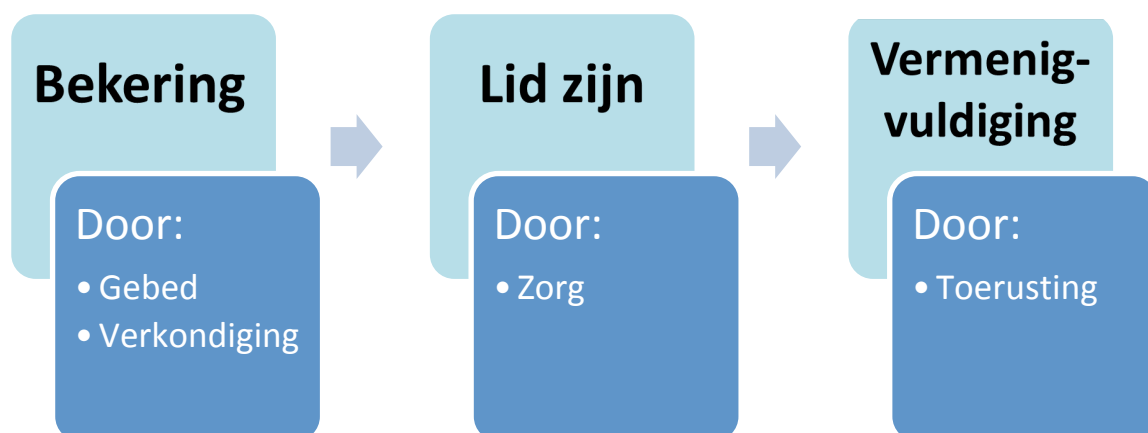 Bekering
Door:
• Gebed
• Verkondiging
Lid zijn
Door:
• Zorg
Vermenig-
vuldiging
Door:
• Toerusting